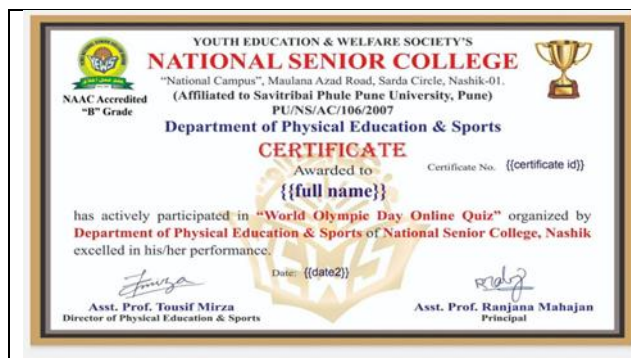 YOUTH EDUCATION & WELFARE SOCIETY'S
NATIONAL SENIOR COLLEGE
"National Campus", Maulana Azad Road, Sarda Circle, Nashik-01.
(Affiliated to Savitribai Phule Pune University, Pune)
NAAC Accredited
"B" Grade
PU/NS/AC/106/2007
Department of Physical Education & Sports
CERTIFICATE
Awarded to
Certificate No. {{certificate id}}
{{full name}}
has actively participated in "World Olympic Day Online Quiz" organized by
Department of Physical Education & Sports of National Senior College, Nashik
excelled in his/her performance.
Date: {{date2}}
Asst. Prof. Tousif Mirza
Director of Physical Education & Sports
Asst. Prof. Ranjana Mahajan
Principal
YEWS